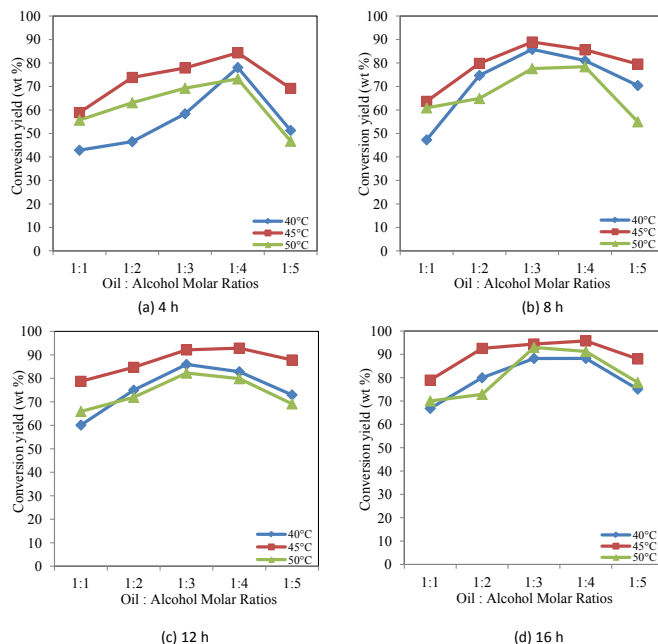 100
90
80
70
60
50
40
30
20
10
0
Convesion yield (wt %)
40°C
45°C
50°C
1:1 1:2 1:3 1:4 1:5
Oil : Alcohol Molar Ratios
(a) 4 h
100
90
80
70
60
50
40
30
20
10
0
Conversion yield (wt %)
40°C
45°C
50°C
1:1 1:2 1:3 1:4 1:5
Oil : Alcohol Molar Ratios
(b) 8 h
100
90
80
70
60
50
40
30
20
10
0
Conversion yield (wt %)
40°C
45°C
50°C
1:1 1:2 1:3 1:4 1:5
Oil : Alcohol Molar Ratios
(c) 12 h
100
90
80
70
60
50
40
30
20
10
0
Conversion yield (wt %)
40°C
45°C
50°C
1:1 1:2 1:3 1:4 1:5
Oil : Alcohol Molar Ratios
(d) 16 h